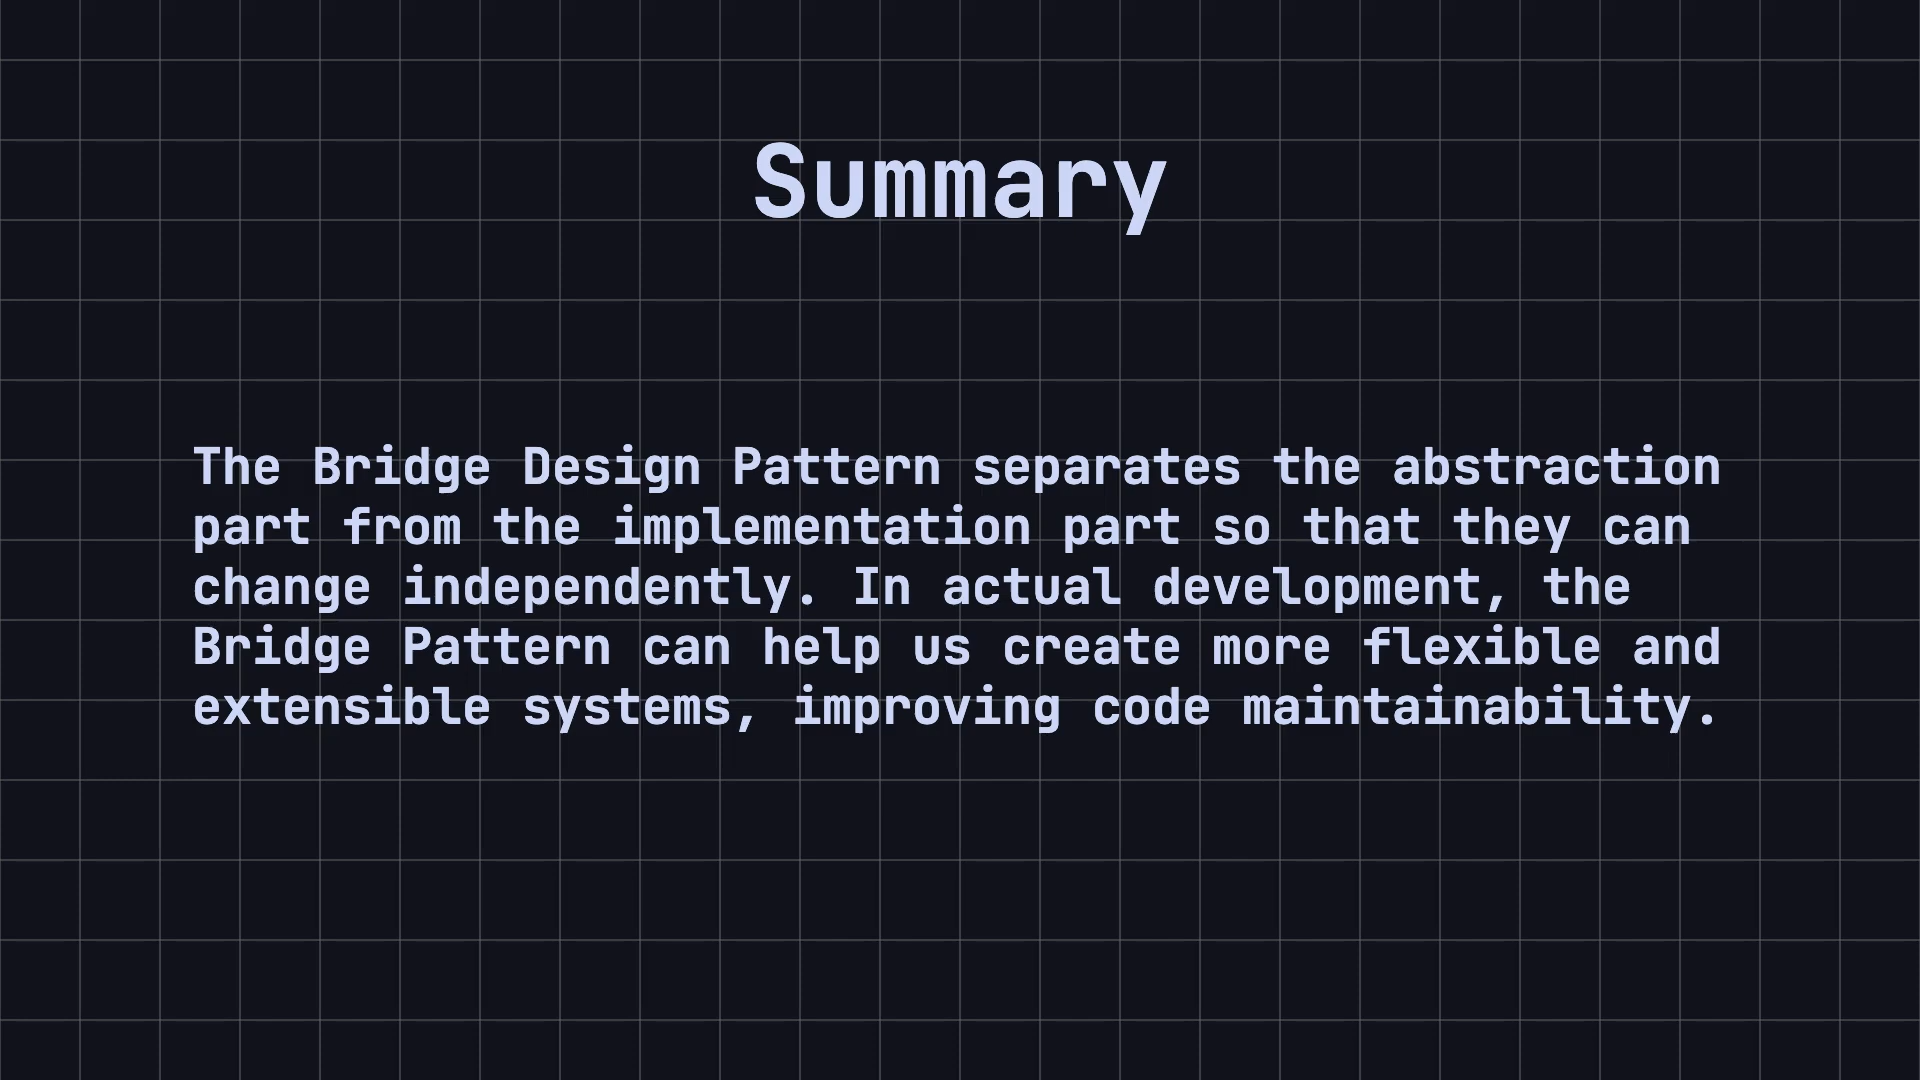 Summary
The Bridge Design Pattern separates the abstraction
part from the implementation part so that they can
change independently. In actual development, the
Bridge Pattern can help us create more flexible and
extensible systems, improving code maintainability.